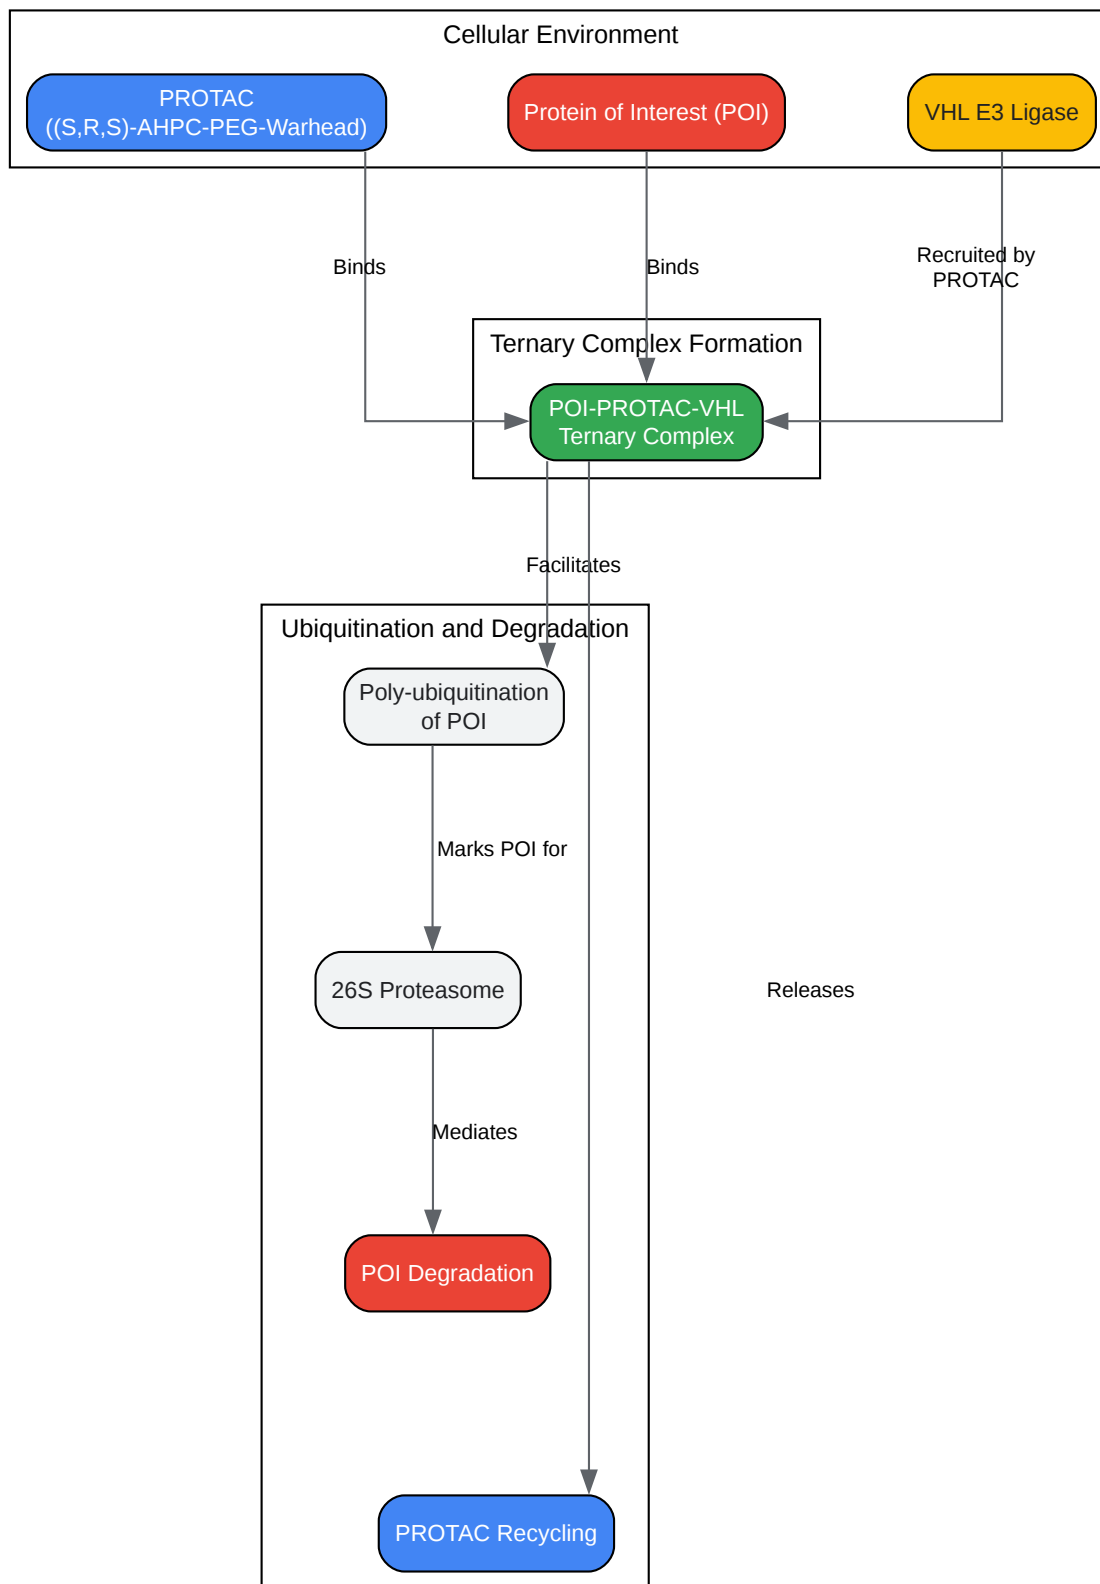 Cellular Environment
PROTAC
((S,R,S)-AHPC-PEG-Warhead)
Protein of Interest (POI)
VHL E3 Ligase
Binds
Binds
Recruited by
PROTAC
Ternary Complex Formation
POI-PROTAC-VHL
Ternary Complex
Facilitates
Ubiquitination and Degradation
Poly-ubiquitination
of POI
Marks POI for
26S Proteasome
Releases
Mediates
POI Degradation
PROTAC Recycling